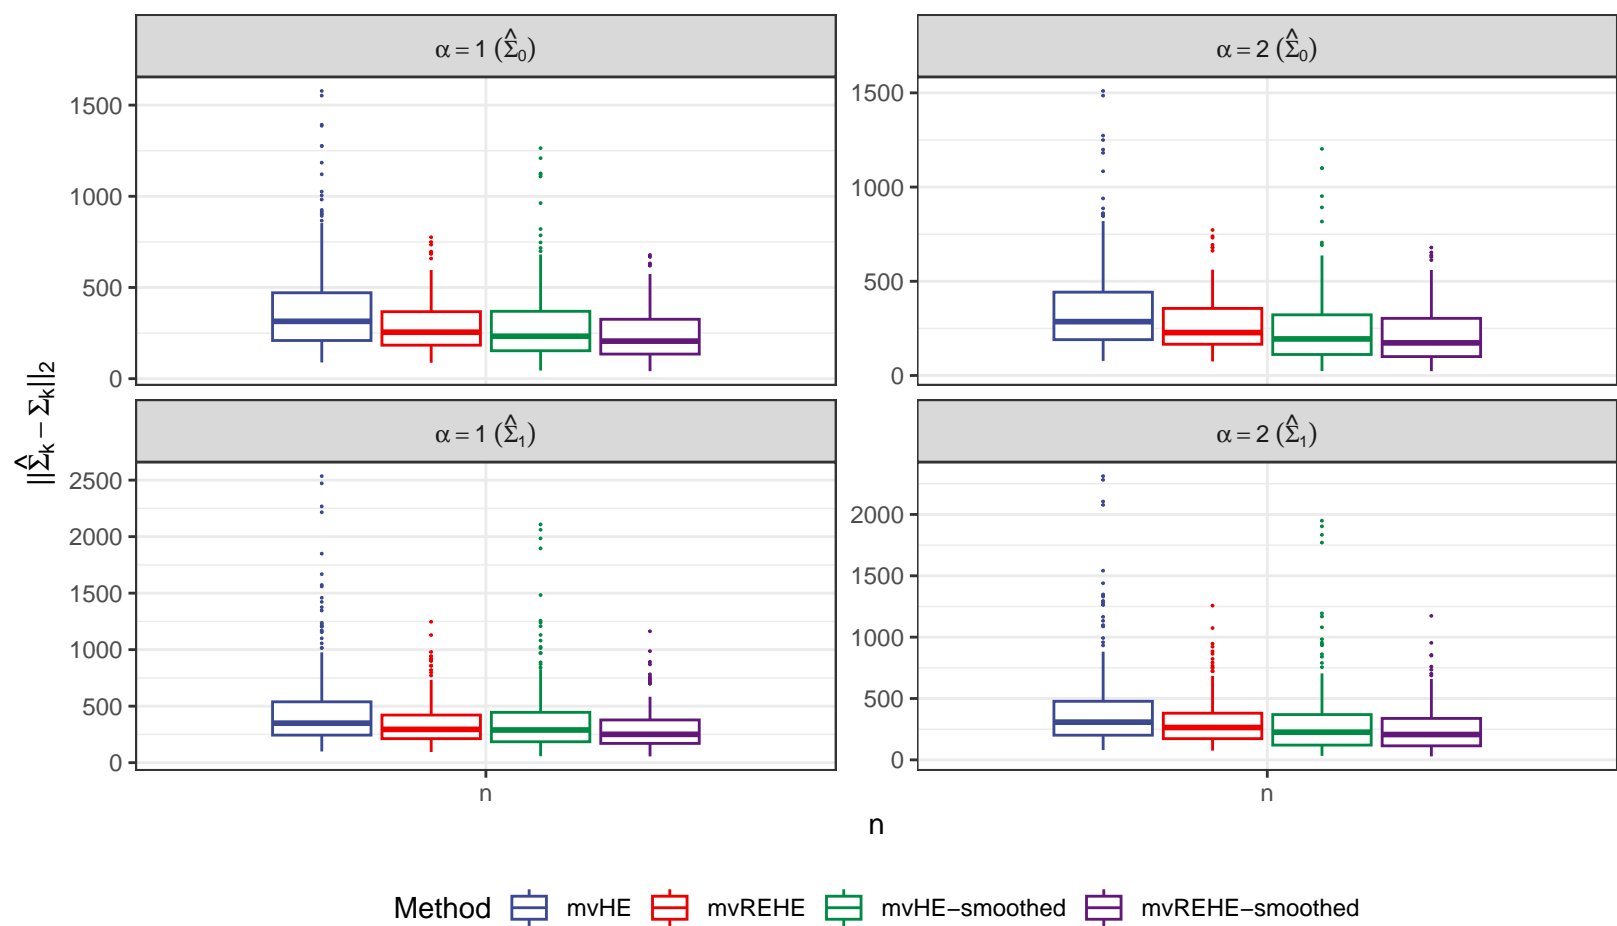 α = 1 (Σ̂₀)
α = 2 (Σ̂₀)
1500
1000
500
0
1500
1000
500
0
||Σ̂ₖ − Σₖ||₂
α = 1 (Σ̂₁)
α = 2 (Σ̂₁)
2500
2000
1500
1000
500
0
2000
1500
1000
500
0
n
n
n
Method mvHE mvREHE mvHE−smoothed mvREHE−smoothed